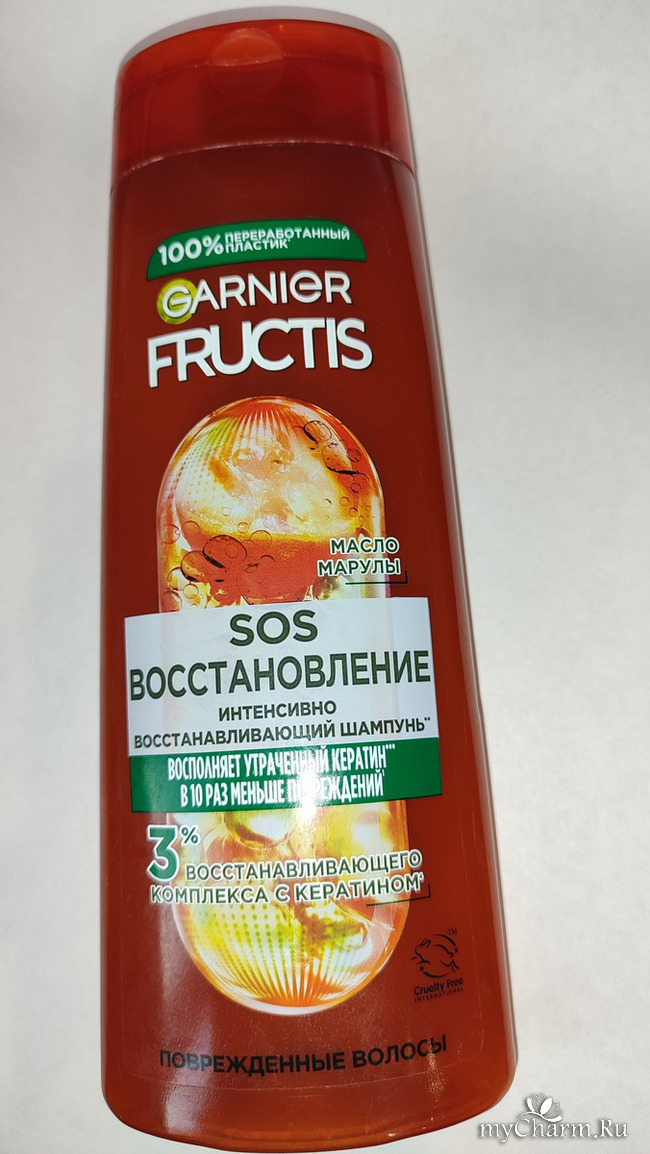 100% ПЕРЕРАБОТАННЫЙ
ПЛАСТИК*
GARNIER
FRUCTIS
МАСЛО
МАРУЛЫ
SOS
ВОССТАНОВЛЕНИЕ
ИНТЕНСИВНО
ВОССТАНАВЛИВАЮЩИЙ ШАМПУНЬ**
ВОСПОЛНЯЕТ УТРАЧЕННЫЙ КЕРАТИН***
В 10 РАЗ МЕНЬШЕ ПОВРЕЖДЕНИЙ
3% ВОССТАНАВЛИВАЮЩЕГО
КОМПЛЕКСА С КЕРАТИНОМ
TM
Cruelty Free
INTERNATIONAL
ПОВРЕЖДЕННЫЕ ВОЛОСЫ
myCharm.Ru